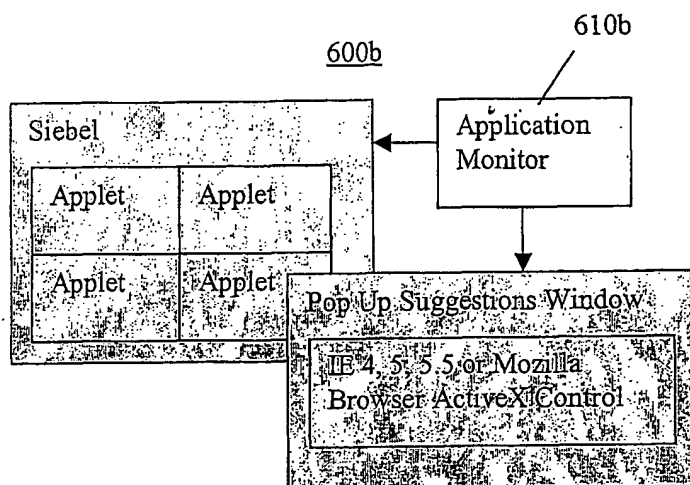 610b
600b
Siebel
Application
Monitor
Applet Applet
Applet Applet
Pop Up Suggestions Window
IE 4, 5, 5.5 or Mozilla
Browser ActiveX Control